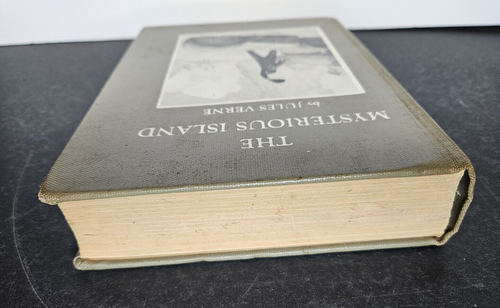 THE
MYSTERIOUS ISLAND
by JULES VERNE